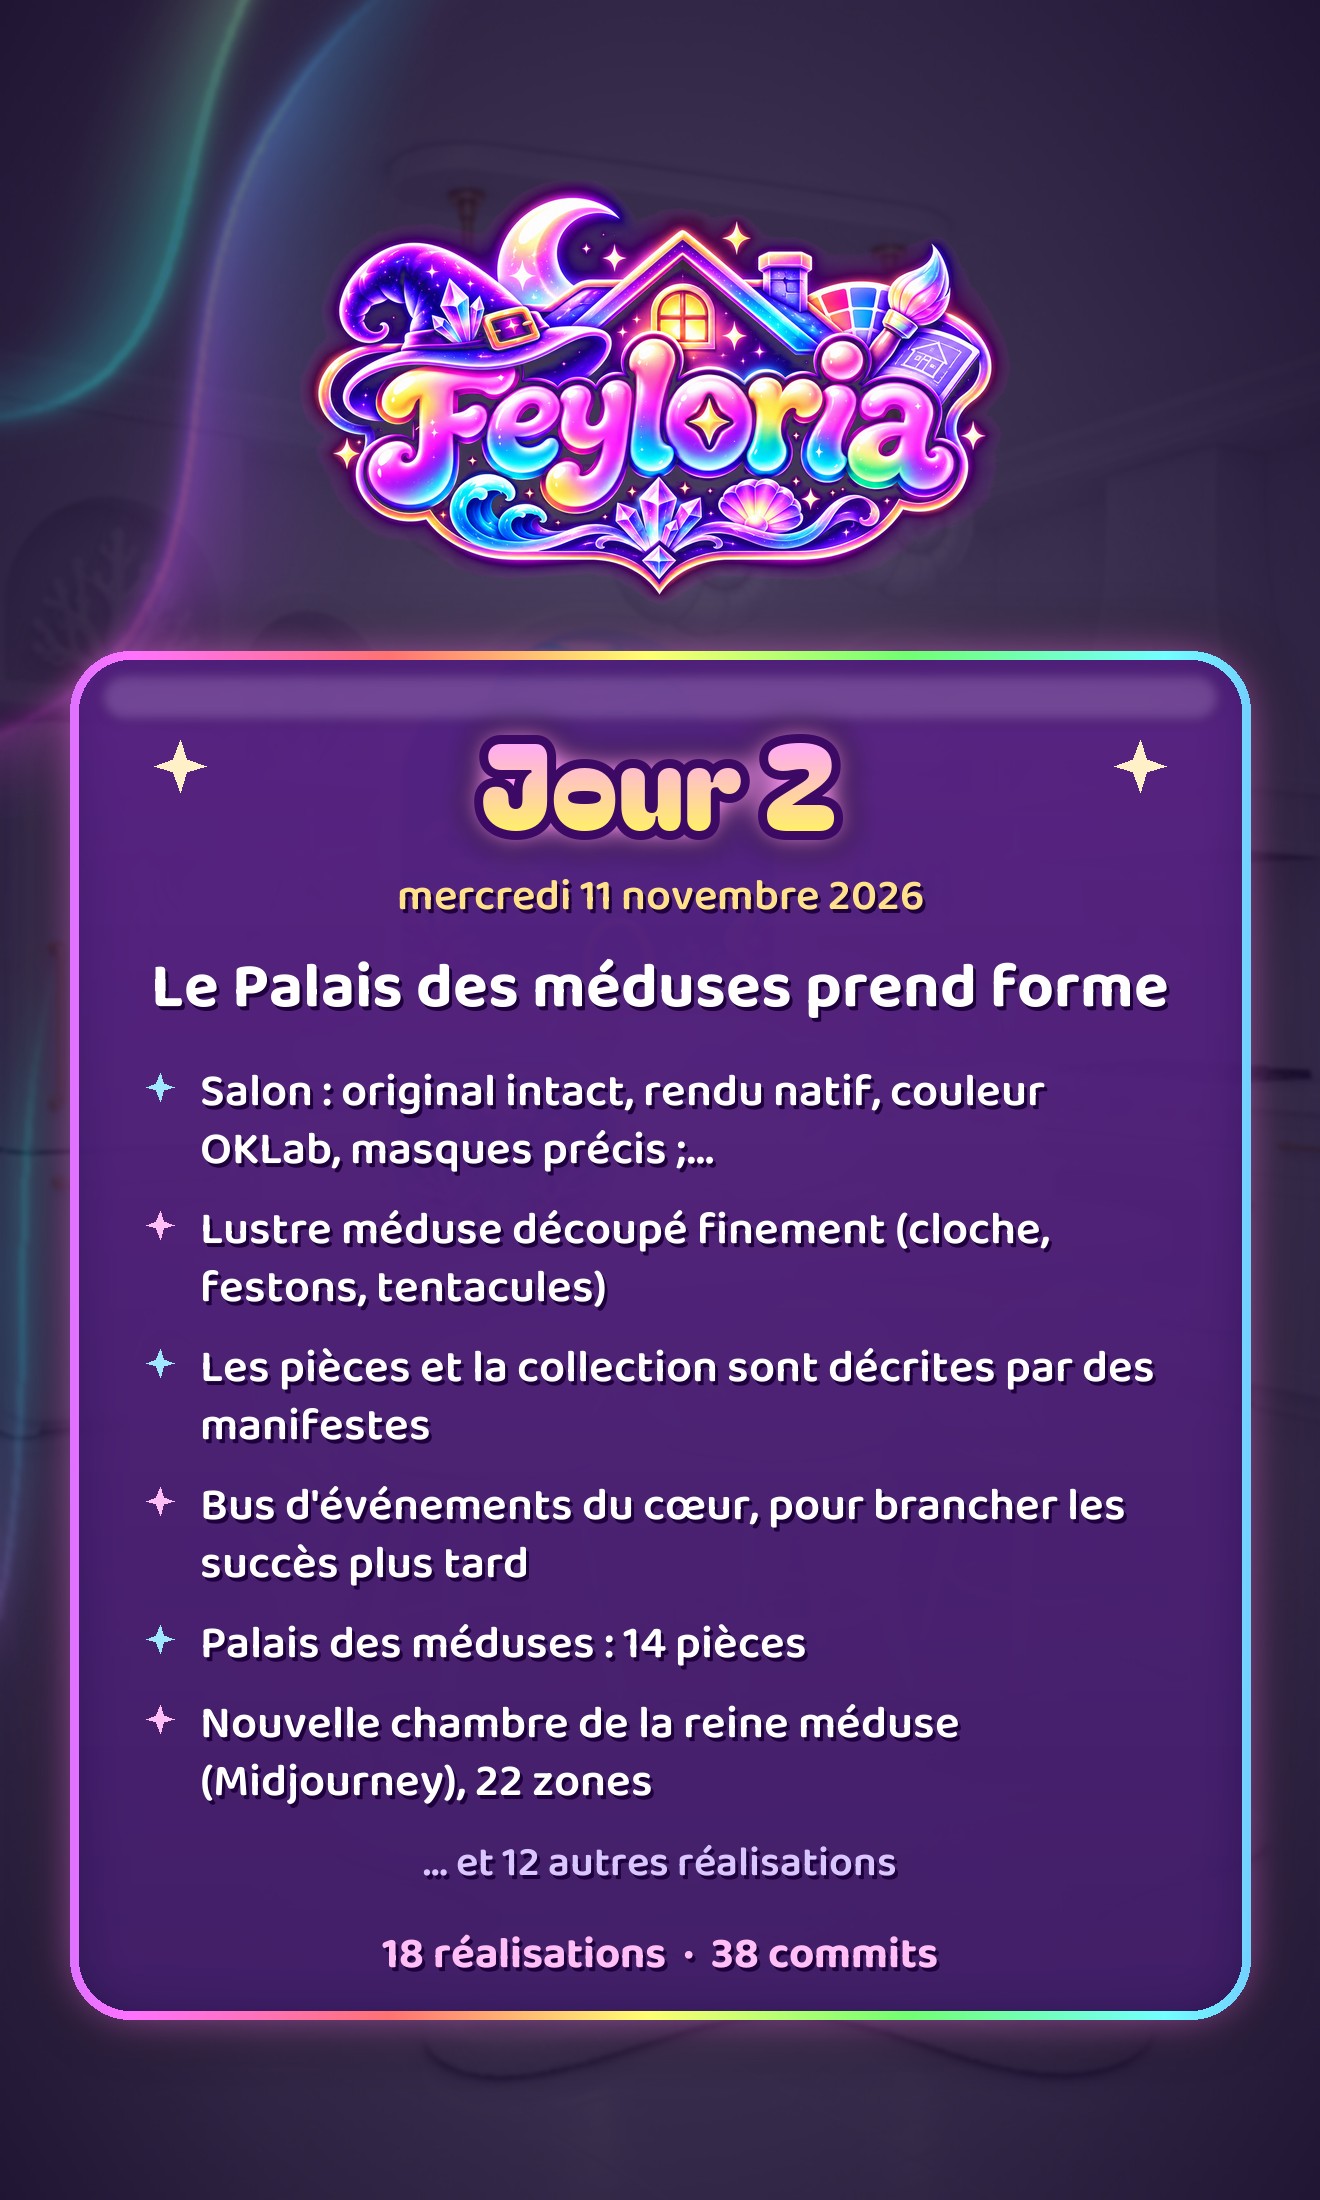 Feyloria
Jour 2
mercredi 11 novembre 2026
Le Palais des méduses prend forme
Salon : original intact, rendu natif, couleur
OKLab, masques précis ;...
Lustre méduse découpé finement (cloche,
festons, tentacules)
Les pièces et la collection sont décrites par des
manifestes
Bus d'événements du cœur, pour brancher les
succès plus tard
Palais des méduses : 14 pièces
Nouvelle chambre de la reine méduse
(Midjourney), 22 zones
... et 12 autres réalisations
18 réalisations · 38 commits